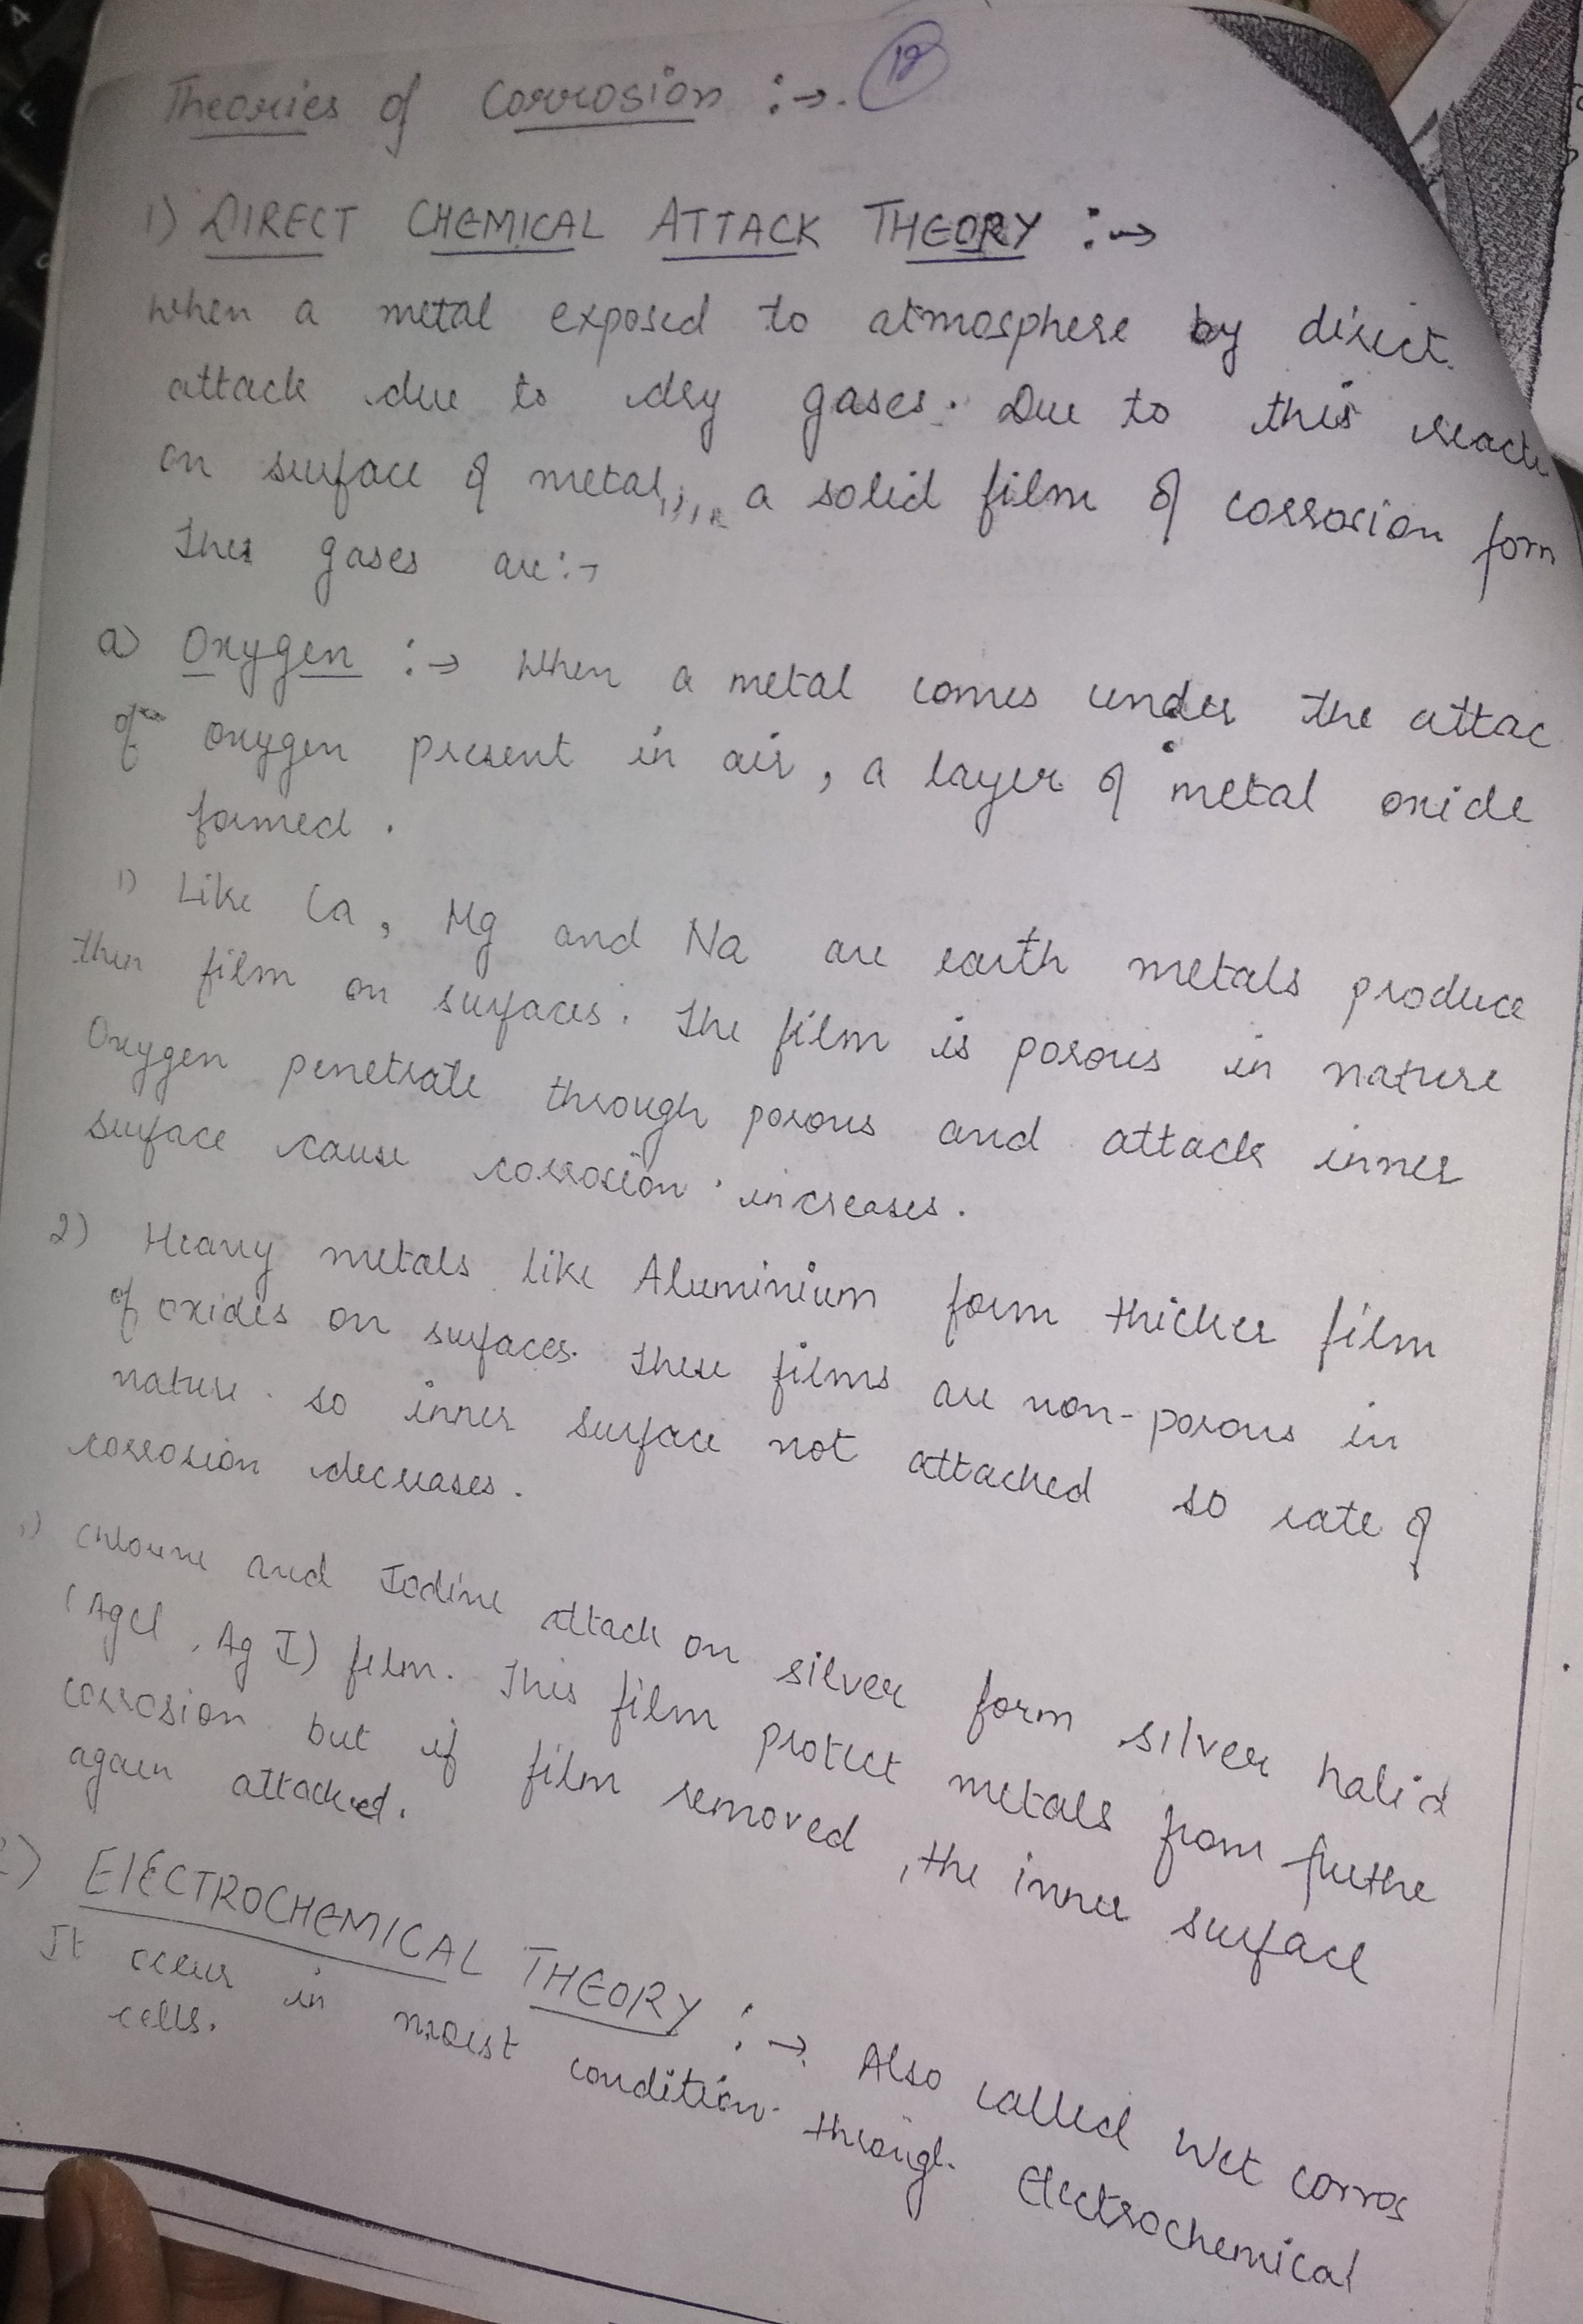 Theories of Corrosion :→. 12
1) DIRECT CHEMICAL ATTACK THEORY :→
When a metal exposed to atmosphere by direct
attack due to dry gases. Due to this reacti
on surface of metal, a solid film of corrosion form
These gases are :→
a) Oxygen :→ When a metal comes under the attac
of oxygen present in air, a layer of metal oxide
formed.
1) Like Ca, Mg and Na are earth metals produce
thin film on surfaces. The film is porous in nature
Oxygen penetrate through porous and attack inner
surface cause corrosion increases.
2) Heavy metals like Aluminium form thicker film
of oxides on surfaces. These films are non-porous in
nature. so inner surface not attacked so rate of
corrosion decreases.
Chlorine and Iodine attack on silver form silver halid
(AgCl, AgI) film. This film protect metals from furthe
corrosion but if film removed, the inner surface
again attacked.
2) ElECTROCHEMICAL THEORY :→. Also called Wet corros
It occur in moist condition through Electrochemical
cells.